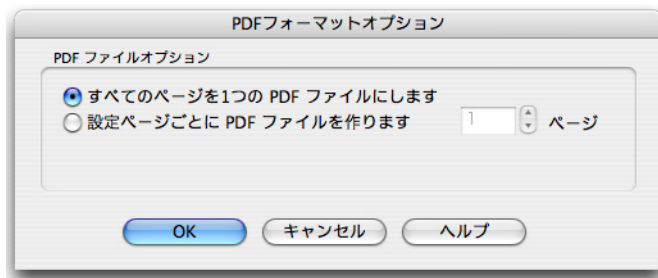 PDFフォーマットオプション
PDF ファイルオプション
すべてのページを1つの PDF ファイルにします
設定ページごとに PDF ファイルを作ります 1 ページ
OK キャンセル ヘルプ